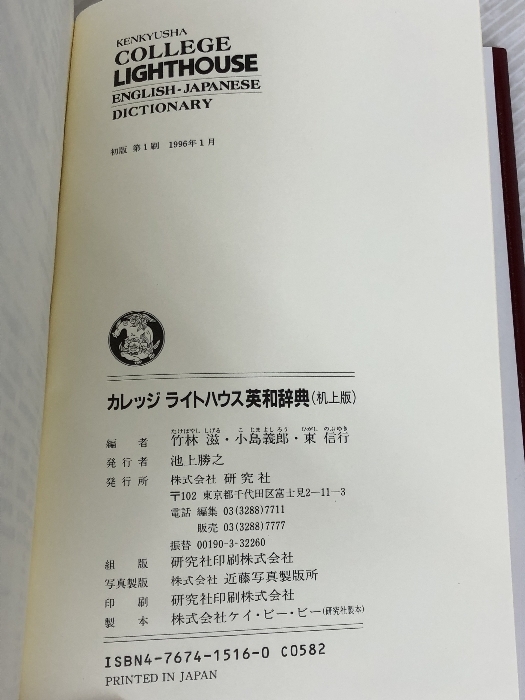 KENKYUSHA
COLLEGE
LIGHTHOUSE
ENGLISH-JAPANESE
DICTIONARY
初版 第1刷 1996年1月
カレッジ ライトハウス英和辞典(机上版)
たけばやし しげる こ じま よし ろう ひがし のぶ ゆき
編者 竹林 滋・小島義郎・東 信行
発行者 池上勝之
発行所 株式会社 研究社
〒102 東京都千代田区富士見2-11-3
電話 編集 03(3288)7711
販売 03(3288)7777
振替 00190-3-32260
組版 研究社印刷株式会社
写真製版 株式会社 近藤写真製版所
印刷 研究社印刷株式会社
製本 株式会社ケイ・ビー・ビー(研究社製本)
ISBN4-7674-1516-0 C0582
PRINTED IN JAPAN